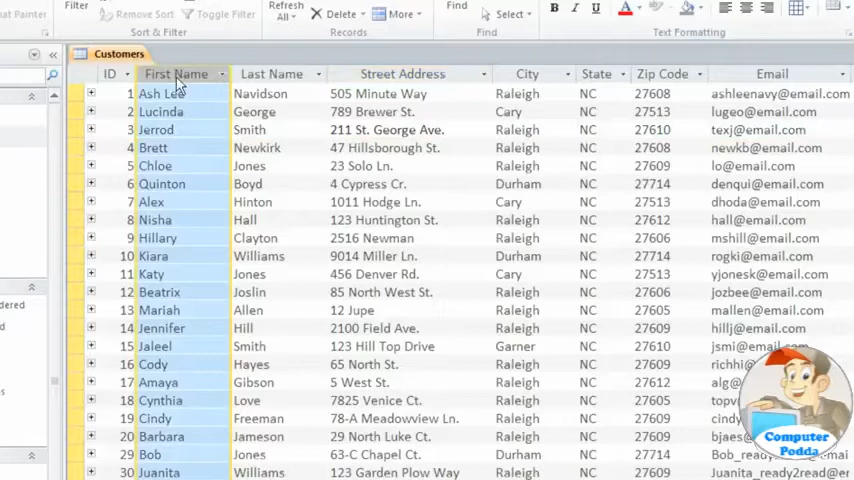 Filter Remove Sort Toggle Filter Refresh All Delete More Find Select B I U A
Sort & Filter Records Find Text Formatting
Customers
ID First Name Last Name Street Address City State Zip Code Email
1 Ash Lee Navidson 505 Minute Way Raleigh NC 27608 ashleenavy@email.com
2 Lucinda George 789 Brewer St. Cary NC 27513 lugeo@email.com
3 Jerrod Smith 211 St. George Ave. Raleigh NC 27610 texj@email.com
4 Brett Newkirk 47 Hillsborough St. Raleigh NC 27608 newkb@email.com
5 Chloe Jones 23 Solo Ln. Raleigh NC 27609 lo@email.com
6 Quinton Boyd 4 Cypress Cr. Durham NC 27714 denqui@email.com
7 Alex Hinton 1011 Hodge Ln. Cary NC 27513 dhoda@email.com
8 Nisha Hall 123 Huntington St. Raleigh NC 27612 hall@email.com
9 Hillary Clayton 2516 Newman Raleigh NC 27606 mshill@email.com
10 Kiara Williams 9014 Miller Ln. Durham NC 27714 rogki@email.com
11 Katy Jones 456 Denver Rd. Cary NC 27513 yjonesk@email.com
dered 12 Beatrix Joslin 85 North West St. Raleigh NC 27606 jozbee@email.com
13 Mariah Allen 12 Jupe Raleigh NC 27605 mallen@email.com
14 Jennifer Hill 2100 Field Ave. Raleigh NC 27609 hillj@email.com
15 Jaleel Smith 123 Hill Top Drive Garner NC 27610 jsmi@email.com
16 Cody Hayes 65 North St. Raleigh NC 27609 richhi
17 Amaya Gibson 5 West St. Raleigh NC 27612 alg@
18 Cynthia Love 7825 Venice Ct. Raleigh NC 27605 topv
19 Cindy Freeman 78-A Meadowview Ln. Raleigh NC 27609 cindy
20 Barbara Jameson 29 North Luke Ct. Raleigh NC 27609 bjaes
29 Bob Jones 63-C Chapel Ct. Durham NC 27714 Bob_
30 Juanita Williams 123 Garden Plow Way Raleigh NC 27609 Juanita_ready2read@em
Computer
Podda